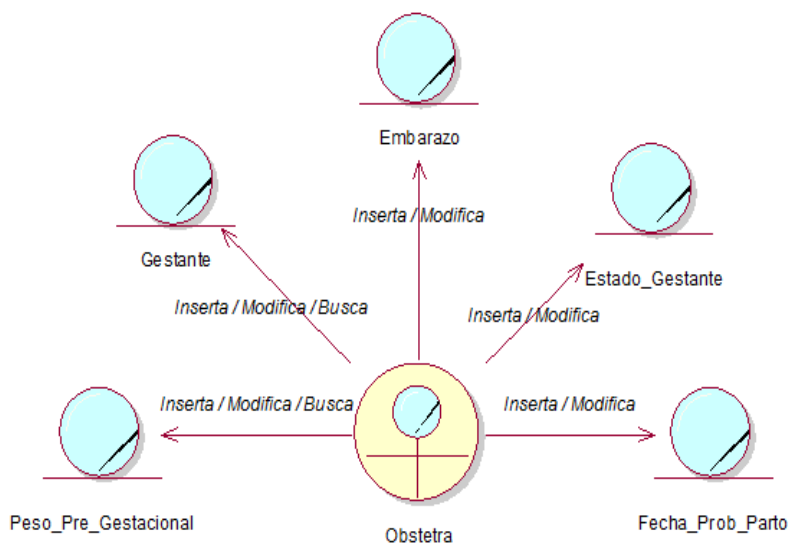 Embarazo
Inserta / Modifica
Gestante
Estado_Gestante
Inserta / Modifica / Busca
Inserta / Modifica
Inserta / Modifica / Busca
Inserta / Modifica
Peso_Pre_Gestacional
Obstetra
Fecha_Prob_Parto